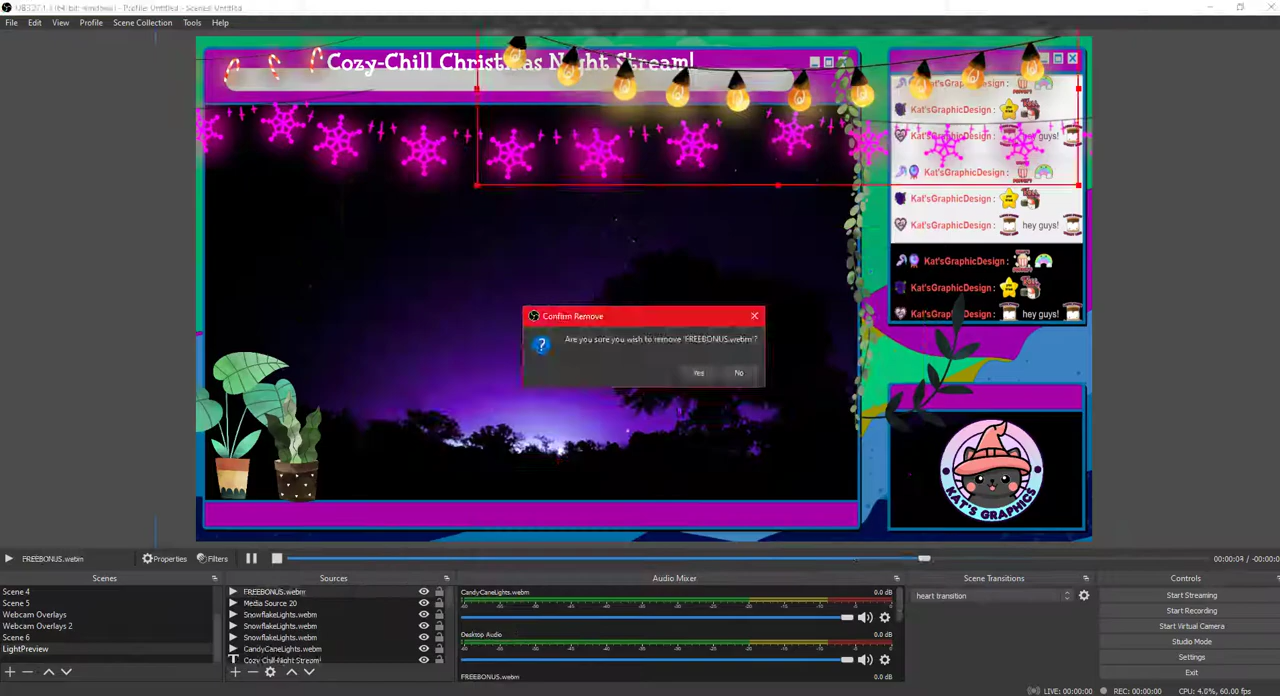 File Edit View Profile Scene Collection Tools Help
Cozy-Chill Christmas Night Stream!
Kat'sGraphicDesign :
Kat'sGraphicDesign :
Kat'sGraphicDesign : hey guys!
Kat'sGraphicDesign :
Kat'sGraphicDesign :
Kat'sGraphicDesign : hey guys!
Kat'sGraphicDesign :
Kat'sGraphicDesign :
Kat'sGraphicDesign : hey guys!
Confirm Remove
Are you sure you wish to remove 'FREEBONUS.webm'?
Yes No
KAT'S GRAPHICS
FREEBONUS.webm Properties Filters
Scenes
Scene 4
Scene 5
Webcam Overlays
Webcam Overlays 2
Scene 6
LightPreview
Sources
FREEBONUS.webm
Media Source 20
SnowflakeLights.webm
SnowflakeLights.webm
SnowflakeLights.webm
CandyCaneLights.webm
Cozy Chill-Night Stream!
Audio Mixer
CandyCaneLights.webm 0.0 dB
Desktop Audio 0.0 dB
FREEBONUS.webm
Scene Transitions
heart transition
Controls
Start Streaming
Start Recording
Start Virtual Camera
Studio Mode
Settings
Exit
LIVE: 00:00:00 REC: 00:00:00 CPU: 4.0%, 60.00 fps